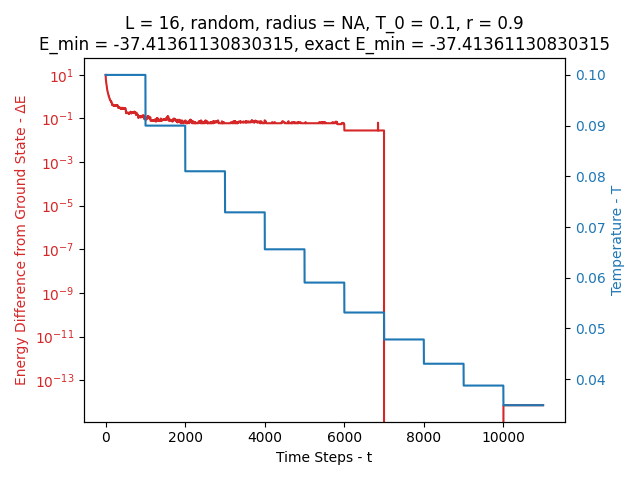 L = 16, random, radius = NA, T_0 = 0.1, r = 0.9
E_min = -37.41361130830315, exact E_min = -37.41361130830315
Energy Difference from Ground State - ΔE
10¹
10⁻¹
10⁻³
10⁻⁵
10⁻⁷
10⁻⁹
10⁻¹¹
10⁻¹³
0.10
0.09
0.08
0.07
0.06
0.05
0.04
Temperature - T
0 2000 4000 6000 8000 10000
Time Steps - t